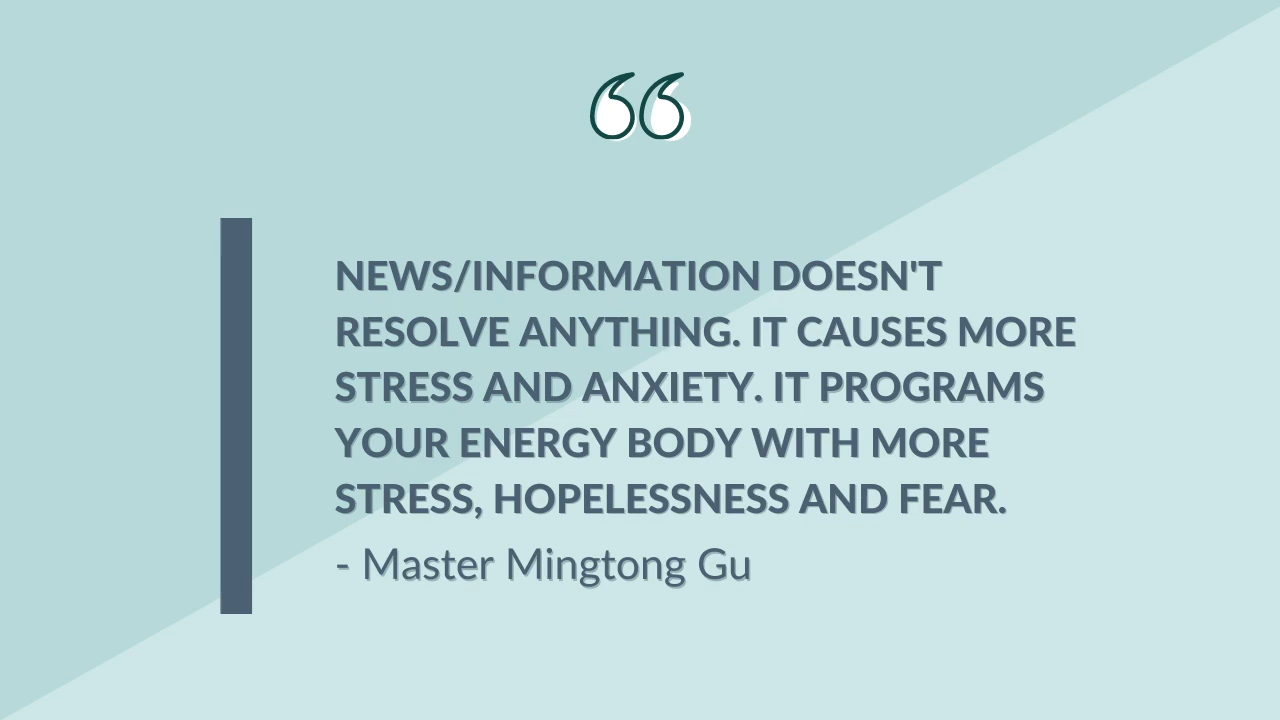 “
NEWS/INFORMATION DOESN'T
RESOLVE ANYTHING. IT CAUSES MORE
STRESS AND ANXIETY. IT PROGRAMS
YOUR ENERGY BODY WITH MORE
STRESS, HOPELESSNESS AND FEAR.
- Master Mingtong Gu